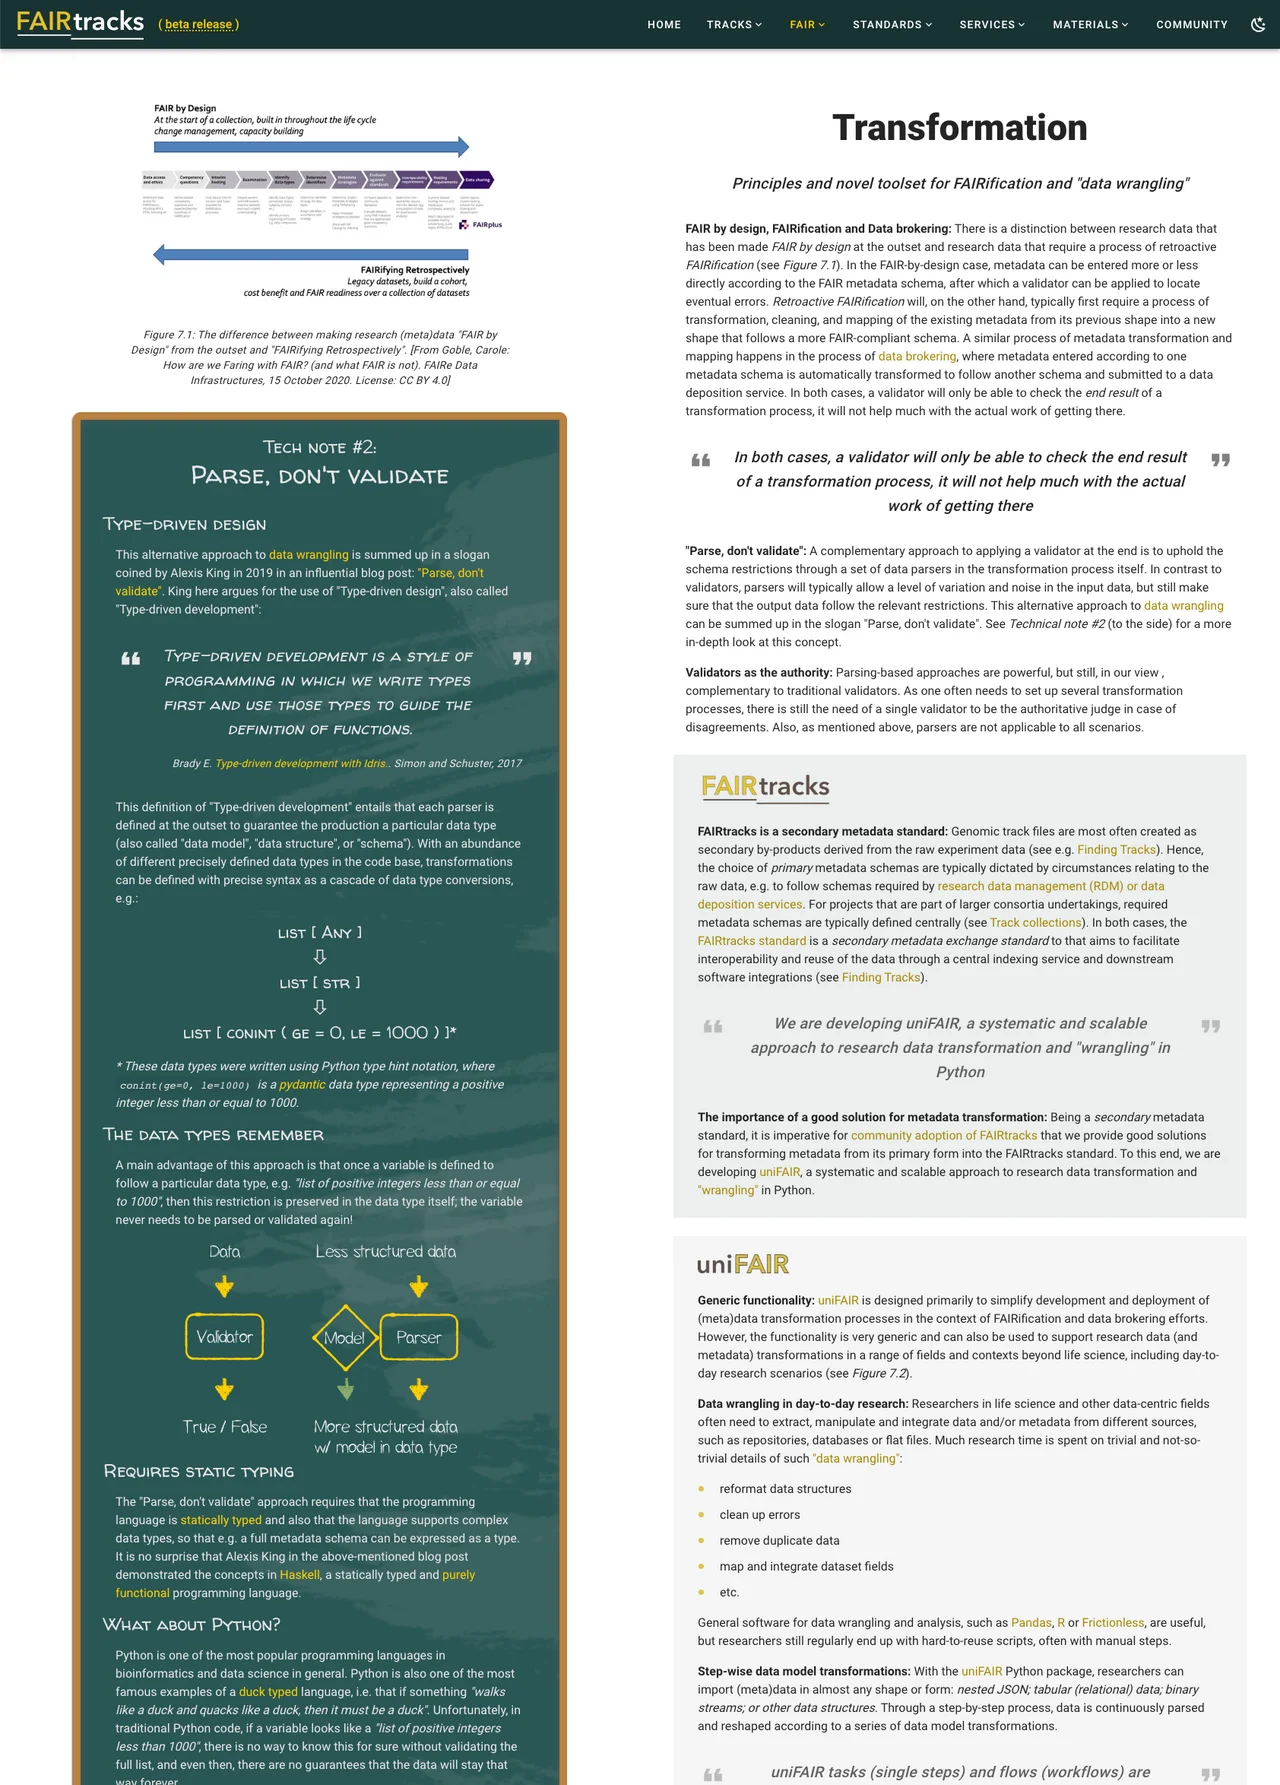 FAIRtracks
( beta release )
HOME
TRACKS
FAIR
STANDARDS
SERVICES
MATERIALS
COMMUNITY
FAIR by Design
At the start of a collection, built in throughout the life cycle
change management, capacity building
Data access and ethics
Competency questions
Examination
Data sharing
FAIRplus
FAIRifying Retrospectively
Legacy datasets, build a cohort,
cost benefit and FAIR readiness over a collection of datasets
Figure 7.1: The difference between making research (meta)data "FAIR by
Design" from the outset and "FAIRifying Retrospectively". [From Goble, Carole:
How are we Faring with FAIR? (and what FAIR is not). FAIRe Data
Infrastructures, 15 October 2020. License: CC BY 4.0]
Tech note #2:
Parse, don't validate
Type-driven design
This alternative approach to data wrangling is summed up in a slogan
coined by Alexis King in 2019 in an influential blog post: "Parse, don't
validate". King here argues for the use of "Type-driven design", also called
"Type-driven development":
Type-driven development is a style of
programming in which we write types
first and use those types to guide the
definition of functions.
Brady E. Type-driven development with Idris.. Simon and Schuster, 2017
This definition of "Type-driven development" entails that each parser is
defined at the outset to guarantee the production a particular data type
(also called "data model", "data structure", or "schema"). With an abundance
of different precisely defined data types in the code base, transformations
can be defined with precise syntax as a cascade of data type conversions,
e.g.:
list [ Any ]
⇩
list [ str ]
⇩
list [ conint ( ge = 0, le = 1000 ) ]*
* These data types were written using Python type hint notation, where
conint(ge=0, le=1000) is a pydantic data type representing a positive
integer less than or equal to 1000.
The data types remember
A main advantage of this approach is that once a variable is defined to
follow a particular data type, e.g. "list of positive integers less than or equal
to 1000", then this restriction is preserved in the data type itself; the variable
never needs to be parsed or validated again!
Data
Less structured data
Validator
Model
Parser
True / False
More structured data
w/ model in data type
Requires static typing
The "Parse, don't validate" approach requires that the programming
language is statically typed and also that the language supports complex
data types, so that e.g. a full metadata schema can be expressed as a type.
It is no surprise that Alexis King in the above-mentioned blog post
demonstrated the concepts in Haskell, a statically typed and purely
functional programming language.
What about Python?
Python is one of the most popular programming languages in
bioinformatics and data science in general. Python is also one of the most
famous examples of a duck typed language, i.e. that if something "walks
like a duck and quacks like a duck, then it must be a duck". Unfortunately, in
traditional Python code, if a variable looks like a "list of positive integers
less than 1000", there is no way to know this for sure without validating the
full list, and even then, there are no guarantees that the data will stay that
way forever.
Transformation
Principles and novel toolset for FAIRification and "data wrangling"
FAIR by design, FAIRification and Data brokering: There is a distinction between research data that
has been made FAIR by design at the outset and research data that require a process of retroactive
FAIRification (see Figure 7.1). In the FAIR-by-design case, metadata can be entered more or less
directly according to the FAIR metadata schema, after which a validator can be applied to locate
eventual errors. Retroactive FAIRification will, on the other hand, typically first require a process of
transformation, cleaning, and mapping of the existing metadata from its previous shape into a new
shape that follows a more FAIR-compliant schema. A similar process of metadata transformation and
mapping happens in the process of data brokering, where metadata entered according to one
metadata schema is automatically transformed to follow another schema and submitted to a data
deposition service. In both cases, a validator will only be able to check the end result of a
transformation process, it will not help much with the actual work of getting there.
In both cases, a validator will only be able to check the end result
of a transformation process, it will not help much with the actual
work of getting there
"Parse, don't validate": A complementary approach to applying a validator at the end is to uphold the
schema restrictions through a set of data parsers in the transformation process itself. In contrast to
validators, parsers will typically allow a level of variation and noise in the input data, but still make
sure that the output data follow the relevant restrictions. This alternative approach to data wrangling
can be summed up in the slogan "Parse, don't validate". See Technical note #2 (to the side) for a more
in-depth look at this concept.
Validators as the authority: Parsing-based approaches are powerful, but still, in our view ,
complementary to traditional validators. As one often needs to set up several transformation
processes, there is still the need of a single validator to be the authoritative judge in case of
disagreements. Also, as mentioned above, parsers are not applicable to all scenarios.
FAIRtracks
FAIRtracks is a secondary metadata standard: Genomic track files are most often created as
secondary by-products derived from the raw experiment data (see e.g. Finding Tracks). Hence,
the choice of primary metadata schemas are typically dictated by circumstances relating to the
raw data, e.g. to follow schemas required by research data management (RDM) or data
deposition services. For projects that are part of larger consortia undertakings, required
metadata schemas are typically defined centrally (see Track collections). In both cases, the
FAIRtracks standard is a secondary metadata exchange standard to that aims to facilitate
interoperability and reuse of the data through a central indexing service and downstream
software integrations (see Finding Tracks).
We are developing uniFAIR, a systematic and scalable
approach to research data transformation and "wrangling" in
Python
The importance of a good solution for metadata transformation: Being a secondary metadata
standard, it is imperative for community adoption of FAIRtracks that we provide good solutions
for transforming metadata from its primary form into the FAIRtracks standard. To this end, we are
developing uniFAIR, a systematic and scalable approach to research data transformation and
"wrangling" in Python.
uniFAIR
Generic functionality: uniFAIR is designed primarily to simplify development and deployment of
(meta)data transformation processes in the context of FAIRification and data brokering efforts.
However, the functionality is very generic and can also be used to support research data (and
metadata) transformations in a range of fields and contexts beyond life science, including day-to-
day research scenarios (see Figure 7.2).
Data wrangling in day-to-day research: Researchers in life science and other data-centric fields
often need to extract, manipulate and integrate data and/or metadata from different sources,
such as repositories, databases or flat files. Much research time is spent on trivial and not-so-
trivial details of such "data wrangling":
reformat data structures
clean up errors
remove duplicate data
map and integrate dataset fields
etc.
General software for data wrangling and analysis, such as Pandas, R or Frictionless, are useful,
but researchers still regularly end up with hard-to-reuse scripts, often with manual steps.
Step-wise data model transformations: With the uniFAIR Python package, researchers can
import (meta)data in almost any shape or form: nested JSON; tabular (relational) data; binary
streams; or other data structures. Through a step-by-step process, data is continuously parsed
and reshaped according to a series of data model transformations.
uniFAIR tasks (single steps) and flows (workflows) are